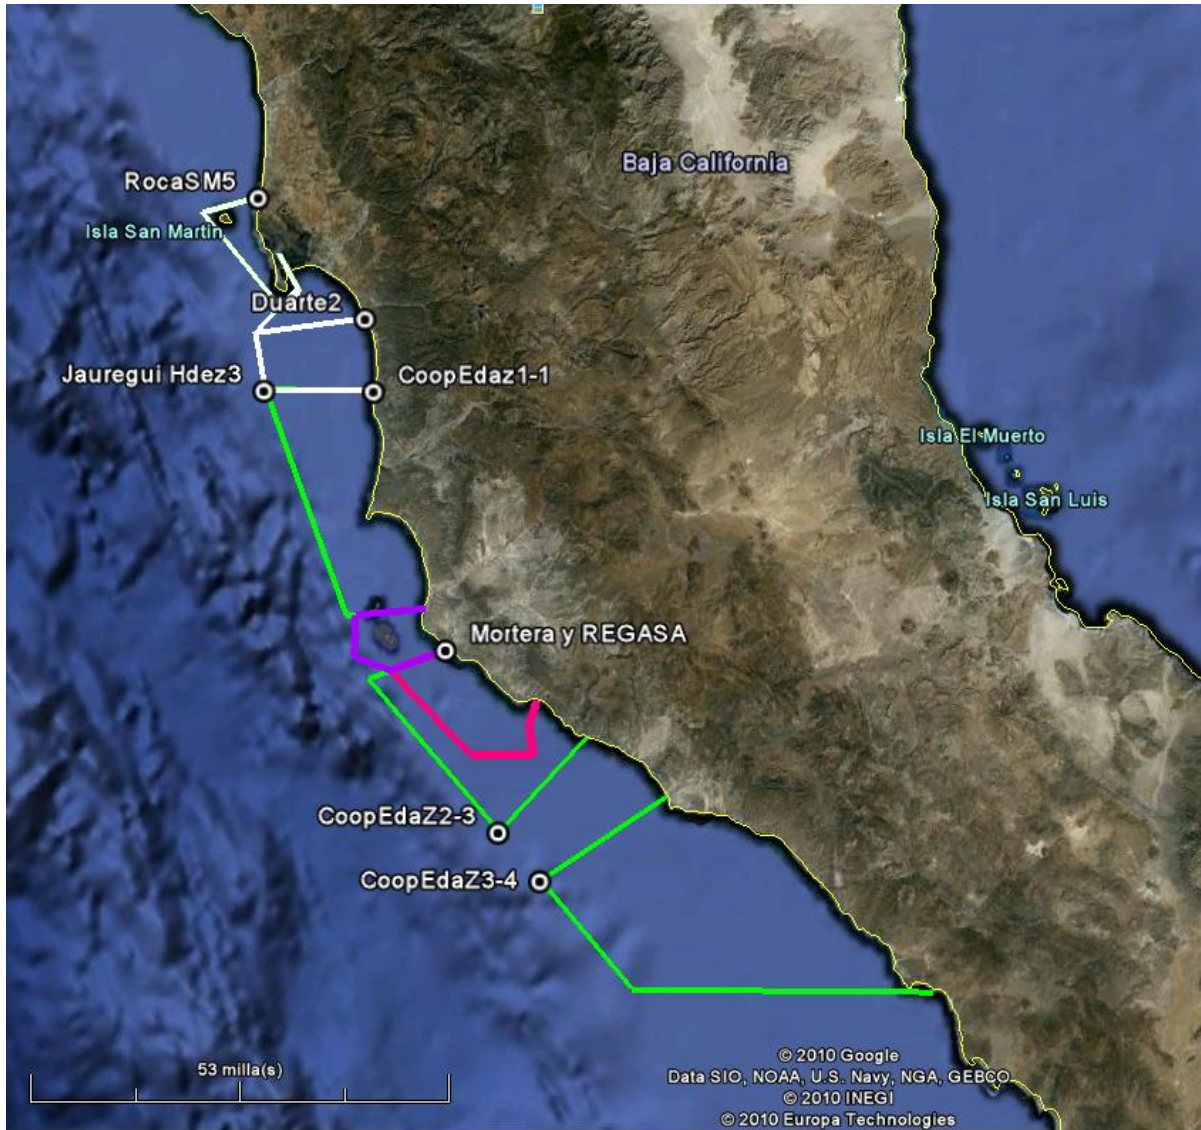 Baja California
RocaSM5
Isla San Martin
Duarte2
Jauregui Hdez3
CoopEdaz1-1
Isla El Muerto
Isla San Luis
Mortera y REGASA
CoopEdaZ2-3
CoopEdaZ3-4
53 milla(s)
© 2010 Google
Data SIO, NOAA, U.S. Navy, NGA, GEBCO
© 2010 INEGI
© 2010 Europa Technologies